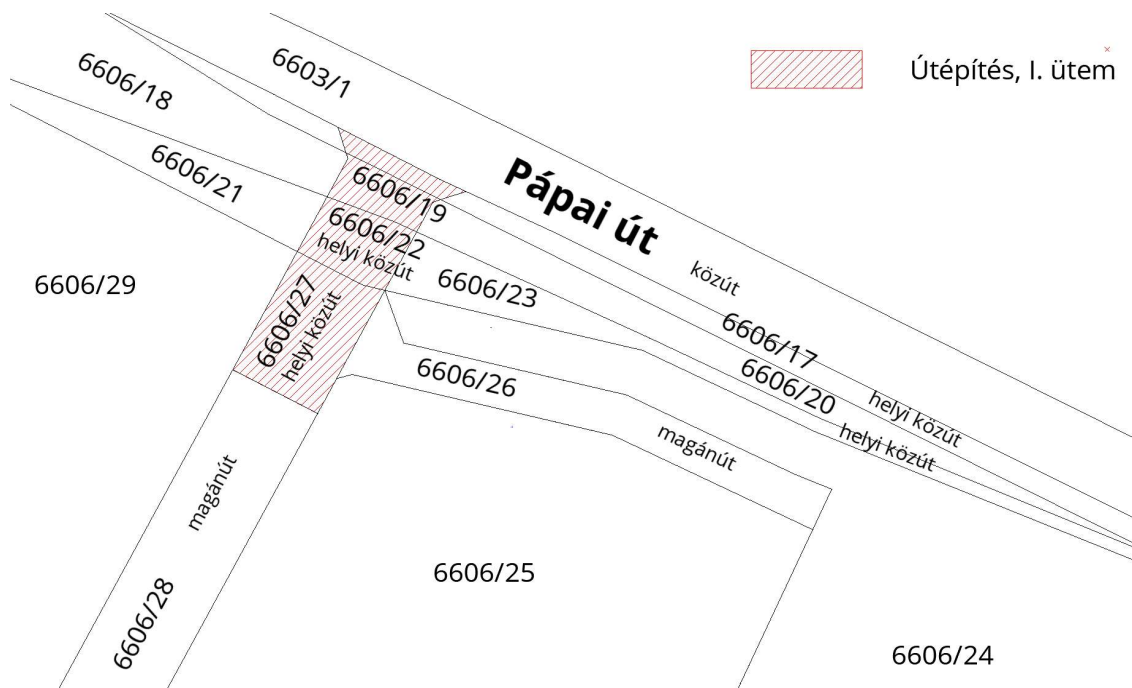 6603/1
Útépítés, I. ütem
6606/18
6606/21
6606/19
Pápai út
6606/22
helyi közút
6606/23
közút
6606/29
6606/27
helyi közút
6606/17
6606/26
6606/20
helyi közút
magánút
helyi közút
magánút
6606/25
6606/28
6606/24